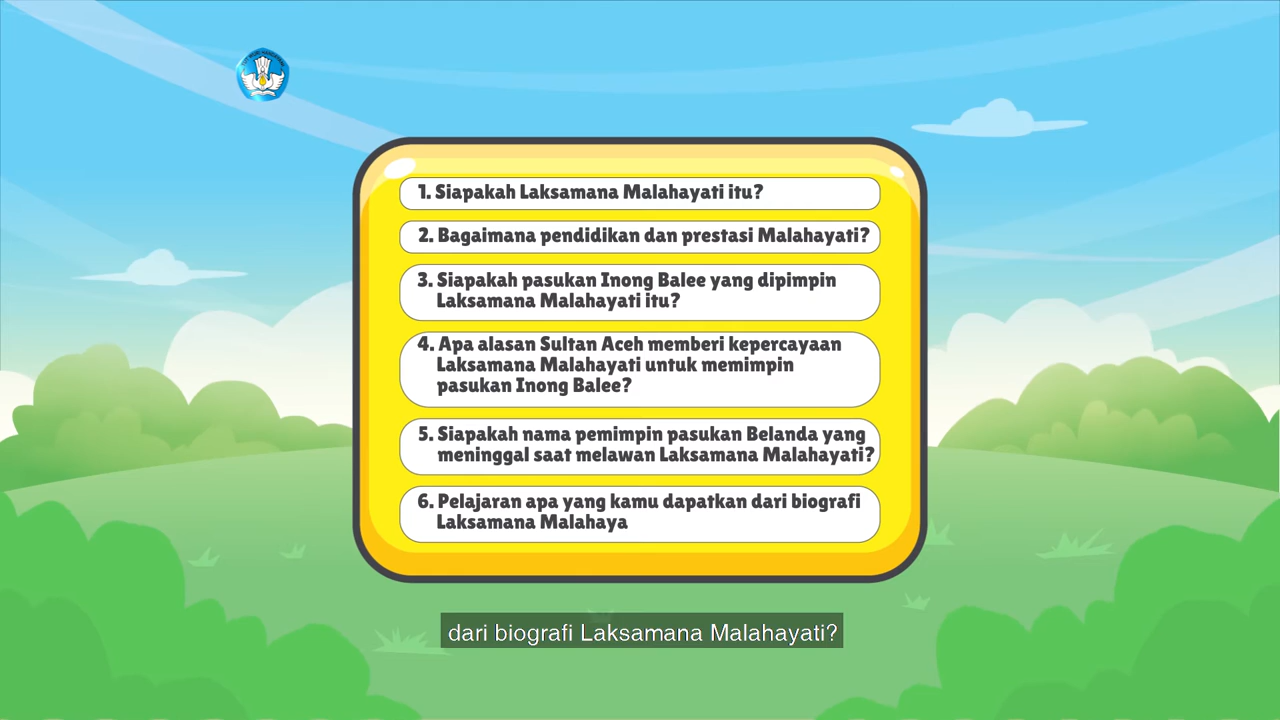 1. Siapakah Laksamana Malahayati itu?
2. Bagaimana pendidikan dan prestasi Malahayati?
3. Siapakah pasukan Inong Balee yang dipimpin
Laksamana Malahayati itu?
4. Apa alasan Sultan Aceh memberi kepercayaan
Laksamana Malahayati untuk memimpin
pasukan Inong Balee?
5. Siapakah nama pemimpin pasukan Belanda yang
meninggal saat melawan Laksamana Malahayati?
6. Pelajaran apa yang kamu dapatkan dari biografi
Laksamana Malahaya
dari biografi Laksamana Malahayati?